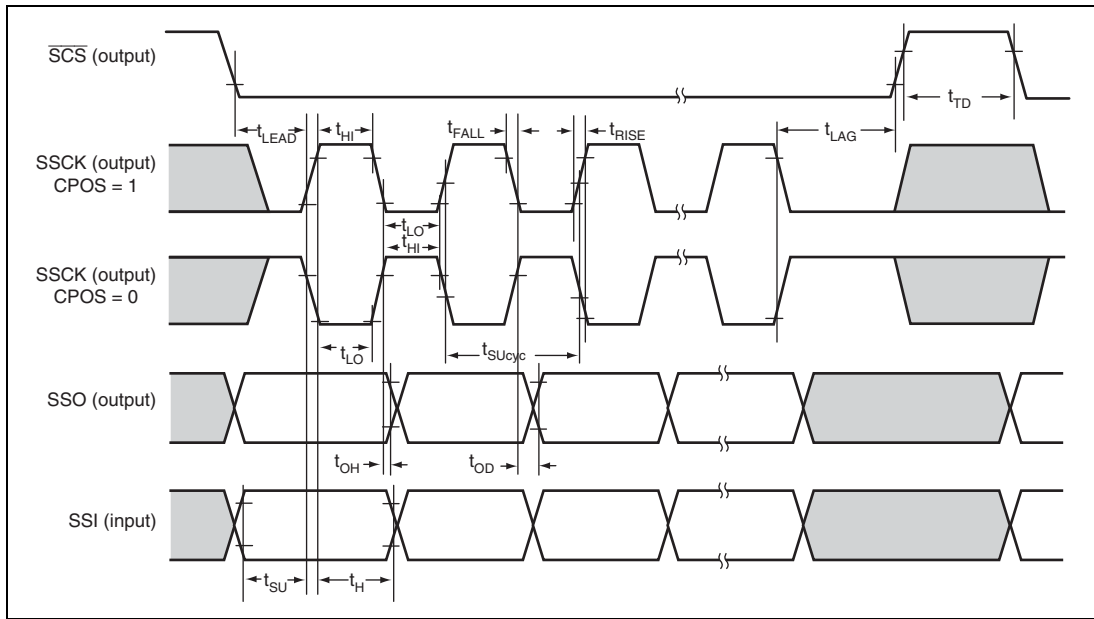 SCS (output)
tTD
tLEAD
tHI
tFALL
tRISE
tLAG
SSCK (output)
CPOS = 1
tLO
tHI
SSCK (output)
CPOS = 0
tLO
tSUcyc
SSO (output)
tOH
tOD
SSI (input)
tSU
tH